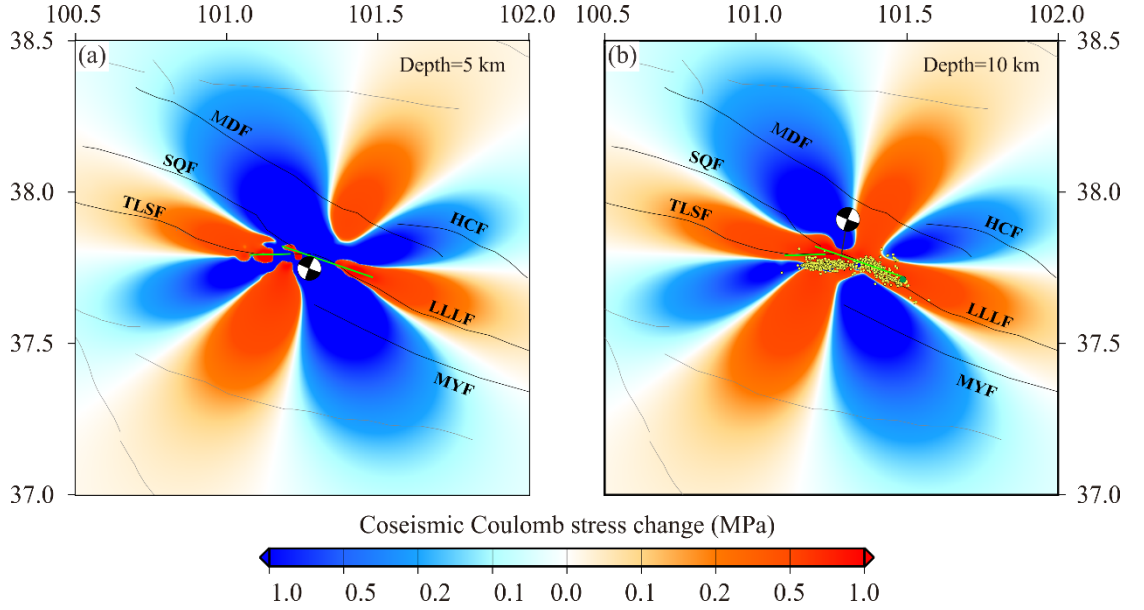 100.5 101.0 101.5 102.0 100.5 101.0 101.5 102.0
38.5 38.5
(a) Depth=5 km (b) Depth=10 km
MDF MDF
SQF SQF
38.0 38.0
TLSF HCF TLSF HCF
LLLF LLLF
37.5 37.5
MYF MYF
37.0 37.0
Coseismic Coulomb stress change (MPa)
1.0 0.5 0.2 0.1 0.0 0.1 0.2 0.5 1.0